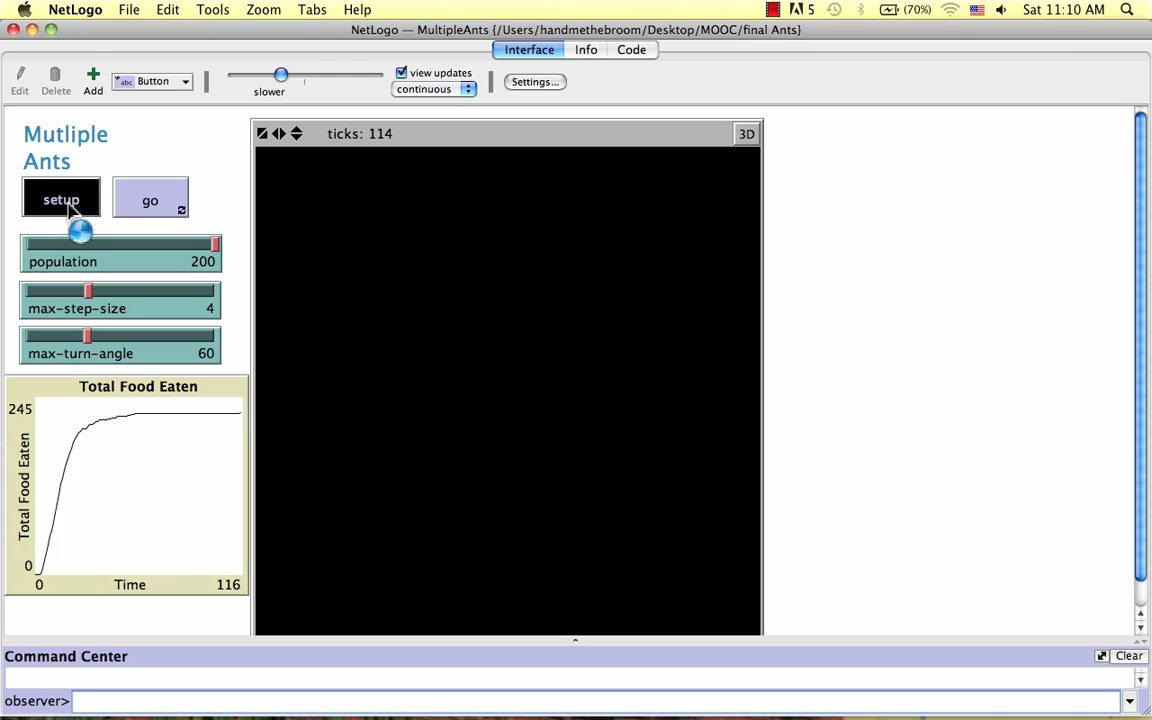 NetLogo File Edit Tools Zoom Tabs Help 5 (70%) Sat 11:10 AM
NetLogo — MultipleAnts {/Users/handmethebroom/Desktop/MOOC/final Ants}
Interface Info Code
Edit Delete Add abc Button slower view updates continuous Settings...
Mutliple
Ants
ticks: 114 3D
setup go
population 200
max-step-size 4
max-turn-angle 60
Total Food Eaten
245
Total Food Eaten
0
0 Time 116
Command Center Clear
observer>